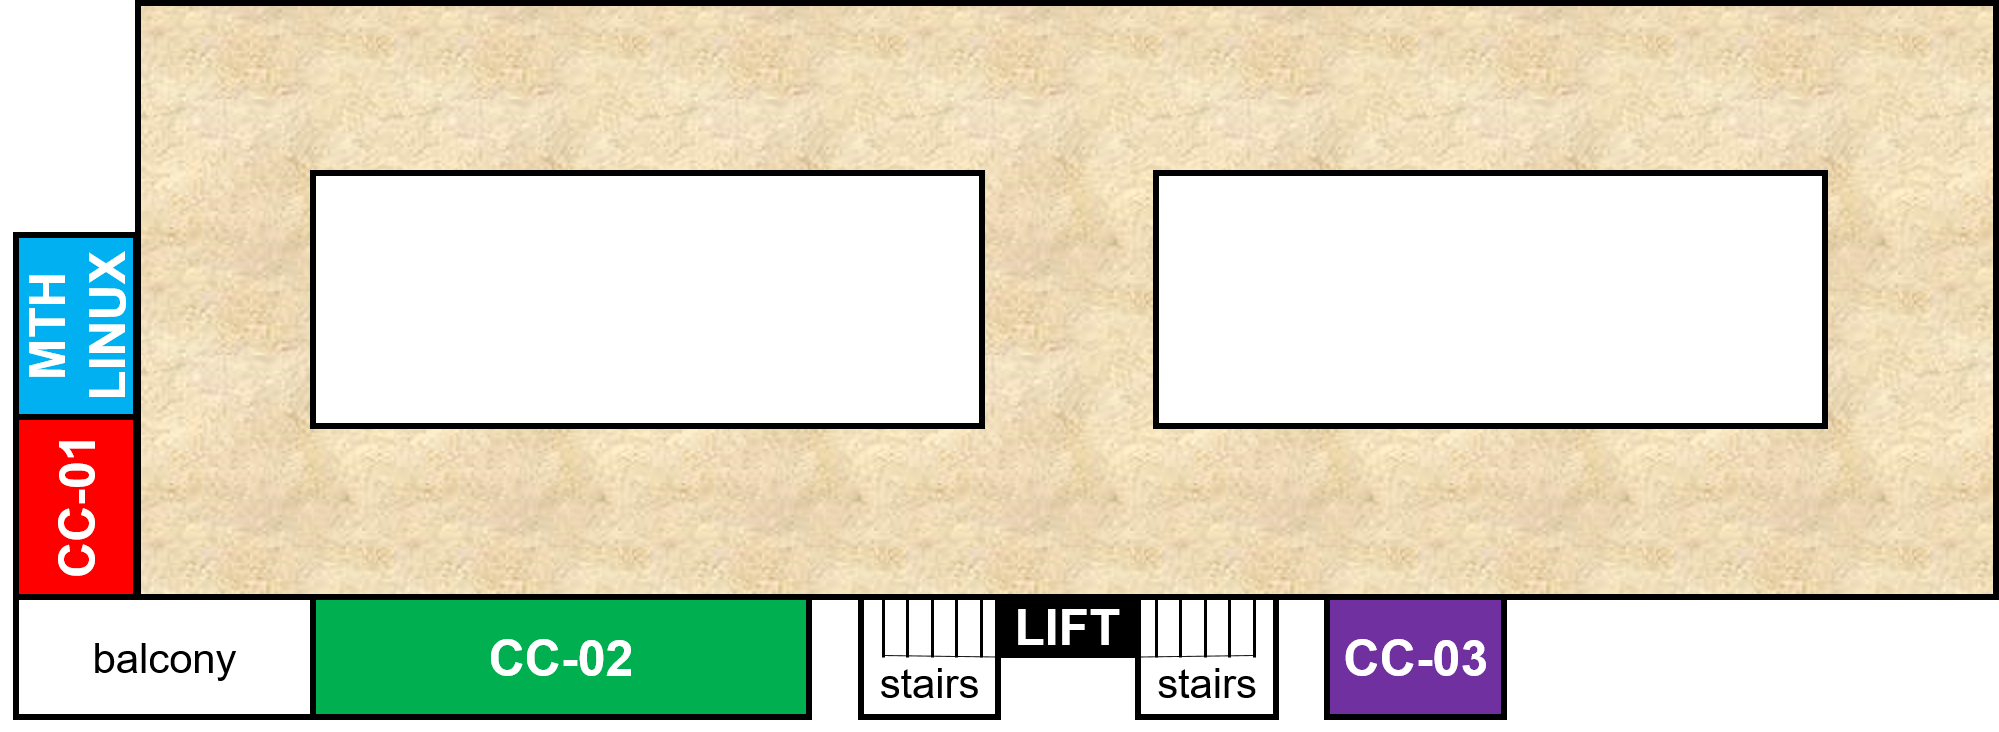 MTH
LINUX
CC-01
balcony
CC-02
stairs
LIFT
stairs
CC-03